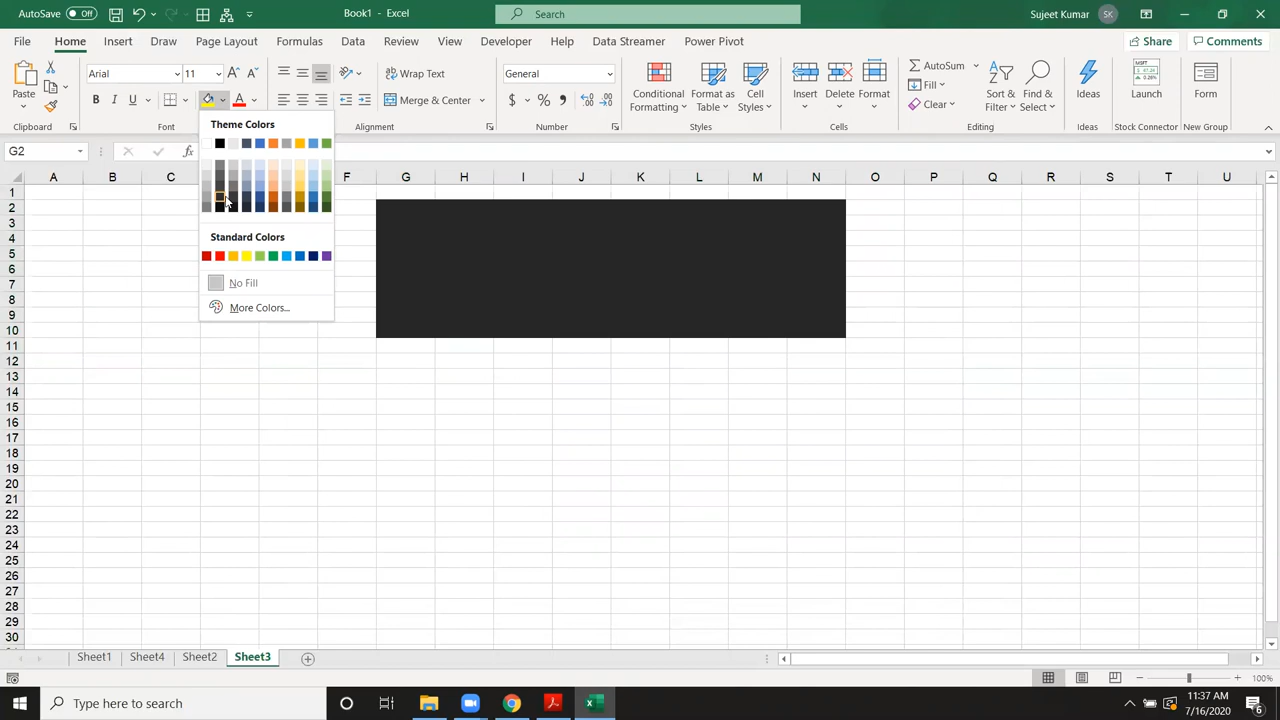 AutoSave Off Book1 - Excel Search Sujeet Kumar SK
File Home Insert Draw Page Layout Formulas Data Review View Developer Help Data Streamer Power Pivot Share Comments
Paste Arial 11 A A Wrap Text General Conditional Formatting Format as Table Cell Styles Insert Delete Format AutoSum Fill Clear Sort & Filter Find & Select Ideas Launch Form
B I U A Merge & Center $ % 9
Clipboard Font Alignment Number Styles Cells Editing Ideas Stock Connector New Group
Theme Colors
G2 fx
A B C F G H I J K L M N O P Q R S T U
1
2
3
4
5
6
7
8
9
10
11
12
13
14
15
16
17
18
19
20
21
22
23
24
25
26
27
28
29
30
Standard Colors
No Fill
More Colors...
Sheet1 Sheet4 Sheet2 Sheet3
100%
Type here to search
11:37 AM
7/16/2020
6